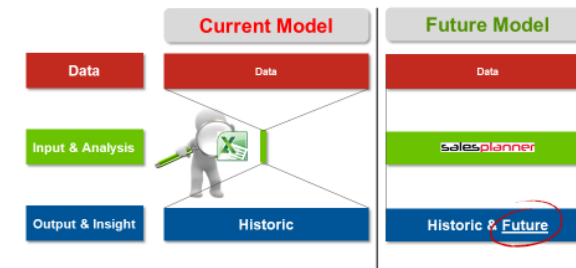 Current Model
Future Model
Data
Data
Data
Input & Analysis
X
salesplanner
Output & Insight
Historic
Historic & Future